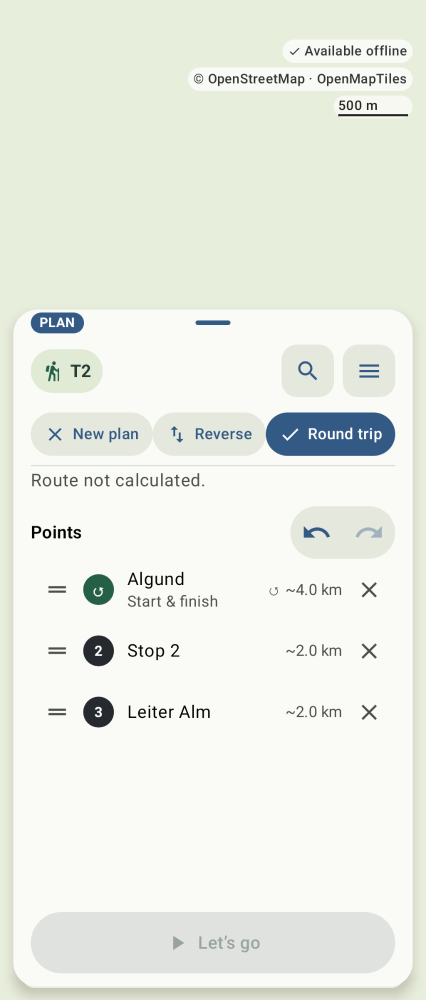 Available offline
© OpenStreetMap · OpenMapTiles
500 m
PLAN
T2
New plan
Reverse
Round trip
Route not calculated.
Points
Algund
Start & finish
~4.0 km
2
Stop 2
~2.0 km
3
Leiter Alm
~2.0 km
Let's go